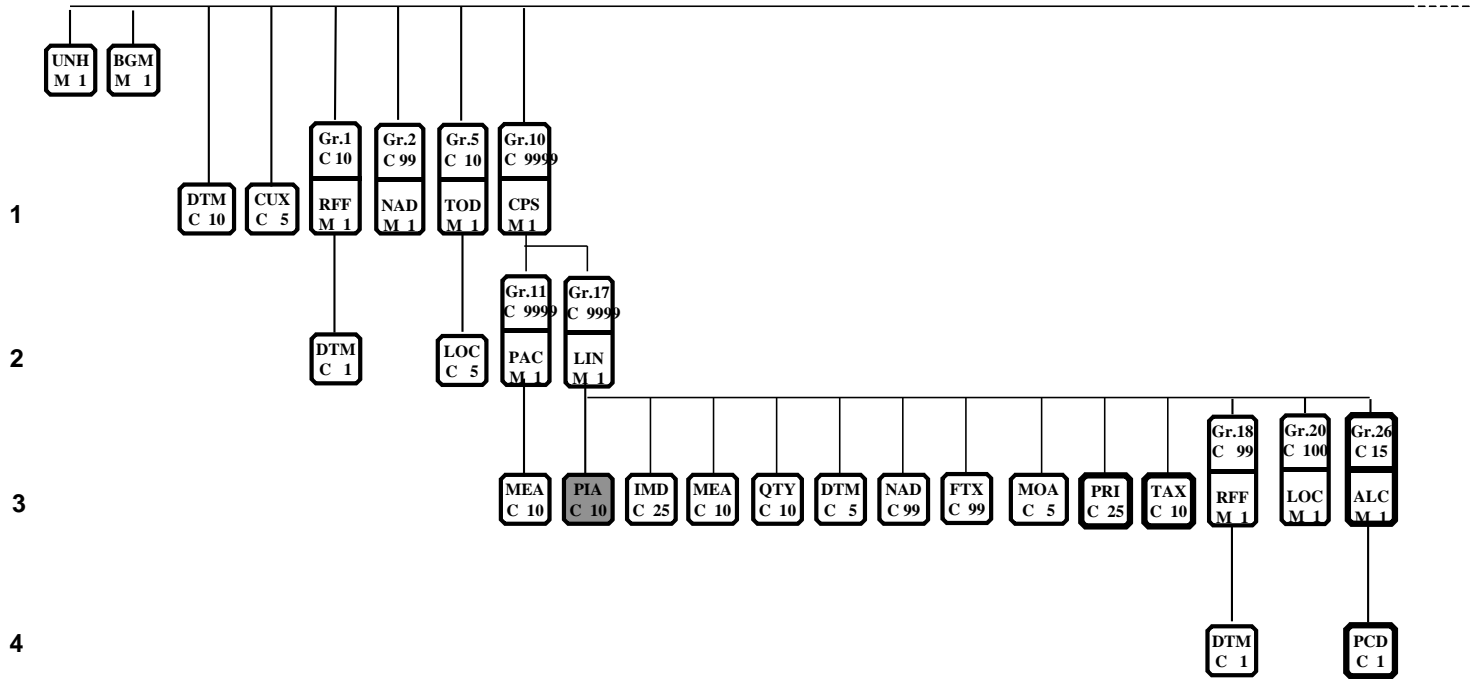 UNH
M 1
BGM
M 1
Gr.1
C 10
Gr.2
C 99
Gr.5
C 10
Gr.10
C 9999
1
DTM
C 10
CUX
C 5
RFF
M 1
NAD
M 1
TOD
M 1
CPS
M 1
Gr.11
C 9999
Gr.17
C 9999
2
DTM
C 1
LOC
C 5
PAC
M 1
LIN
M 1
Gr.18
C 99
Gr.20
C 100
Gr.26
C 15
3
MEA
C 10
PIA
C 10
IMD
C 25
MEA
C 10
QTY
C 10
DTM
C 5
NAD
C 99
FTX
C 99
MOA
C 5
PRI
C 25
TAX
C 10
RFF
M 1
LOC
M 1
ALC
M 1
4
DTM
C 1
PCD
C 1